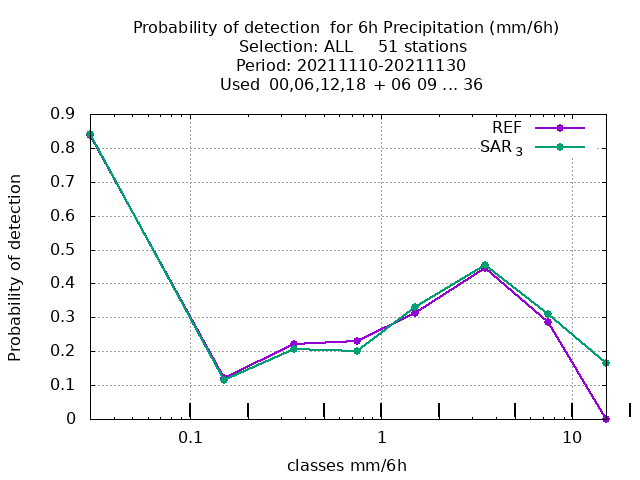 Probability of detection  for 6h Precipitation (mm/6h)
Selection: ALL     51 stations
Period: 20211110-20211130
Used  00,06,12,18  + 06 09 ... 36
REF
SAR 3
0.9
0.8
0.7
0.6
0.5
0.4
0.3
0.2
0.1
0
Probability of detection
0.1 1 10
classes mm/6h